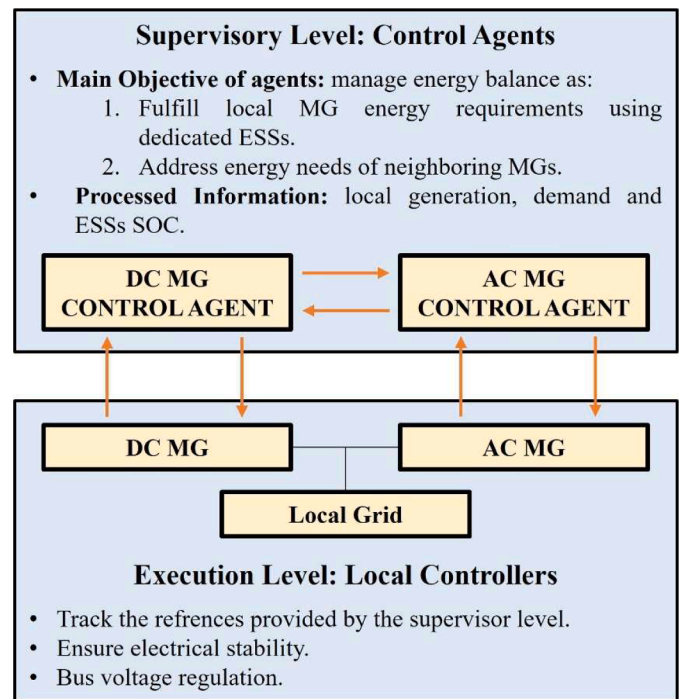 Supervisory Level: Control Agents
• Main Objective of agents: manage energy balance as:
1. Fulfill local MG energy requirements using
dedicated ESSs.
2. Address energy needs of neighboring MGs.
• Processed Information: local generation, demand and
ESSs SOC.
DC MG
CONTROL AGENT
AC MG
CONTROL AGENT
DC MG
AC MG
Local Grid
Execution Level: Local Controllers
• Track the refrences provided by the supervisor level.
• Ensure electrical stability.
• Bus voltage regulation.